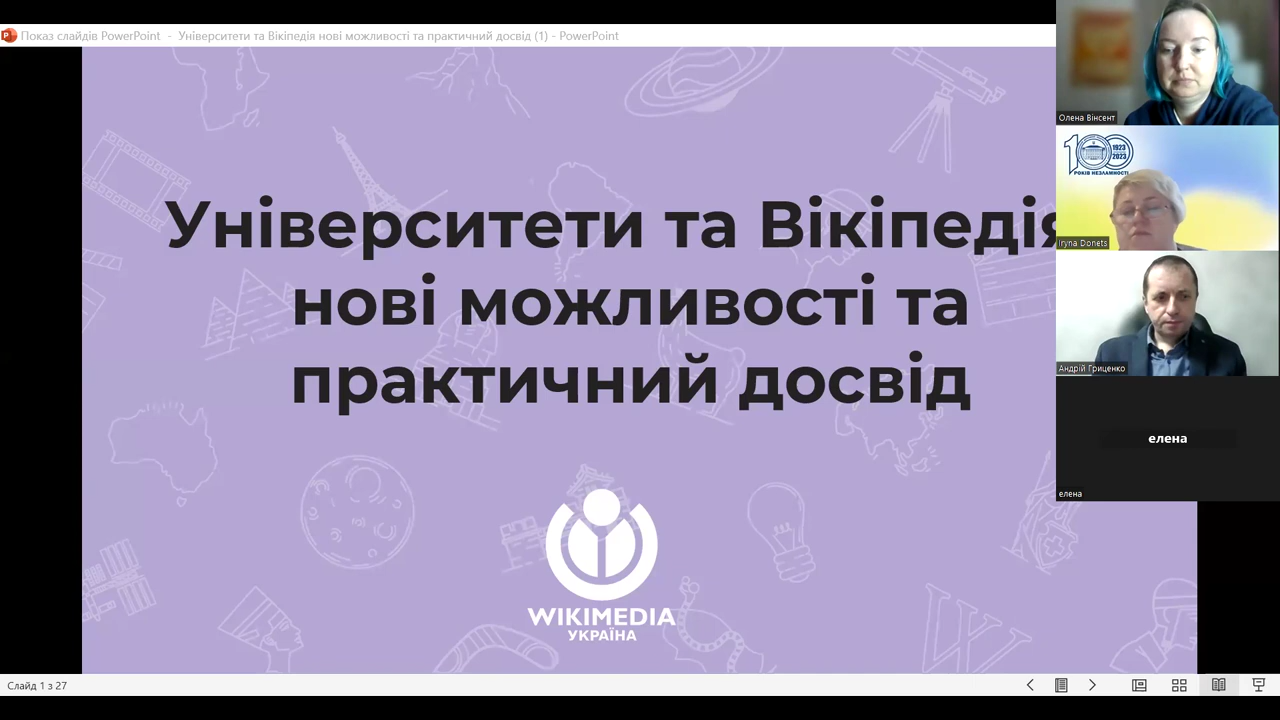 Показ слайдів PowerPoint - Університети та Вікіпедія нові можливості та практичний досвід (1) - PowerPoint
Університети та Вікіпедія
нові можливості та
практичний досвід
WIKIMEDIA
УКРАЇНА
Олена Вінсент
100
1923
2023
РОКІВ НЕЗЛАМНОСТІ
Iryna Donets
Андрій Гриценко
елена
елена
Слайд 1 з 27